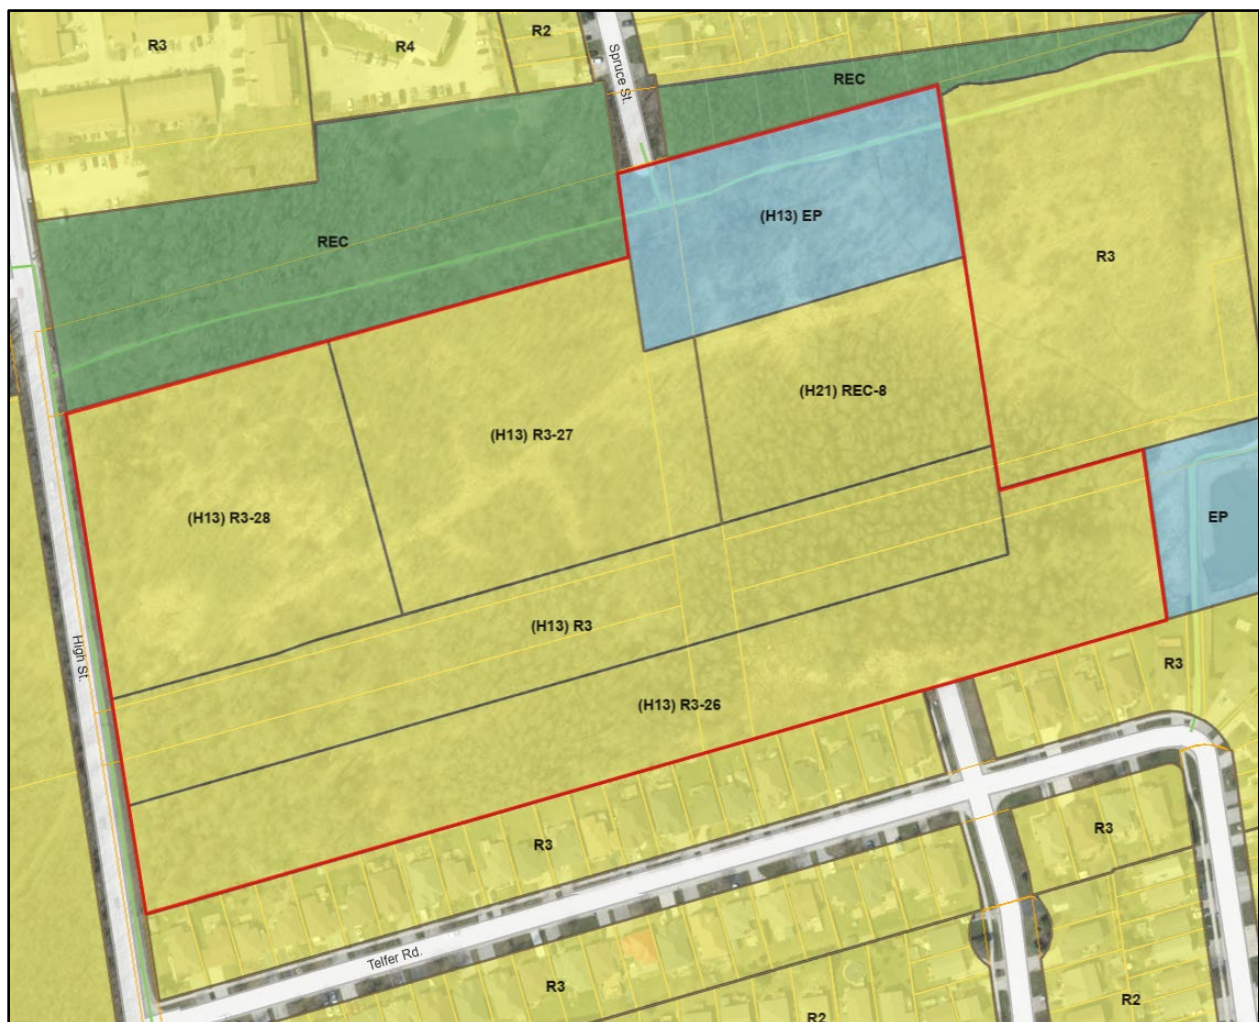 R3
R4
R2
Spruce St.
REC
REC
(H13) EP
R3
(H21) REC-8
(H13) R3-27
(H13) R3-28
EP
(H13) R3
High St.
R3
(H13) R3-26
R3
R3
Telfer Rd.
R3
R2
R2